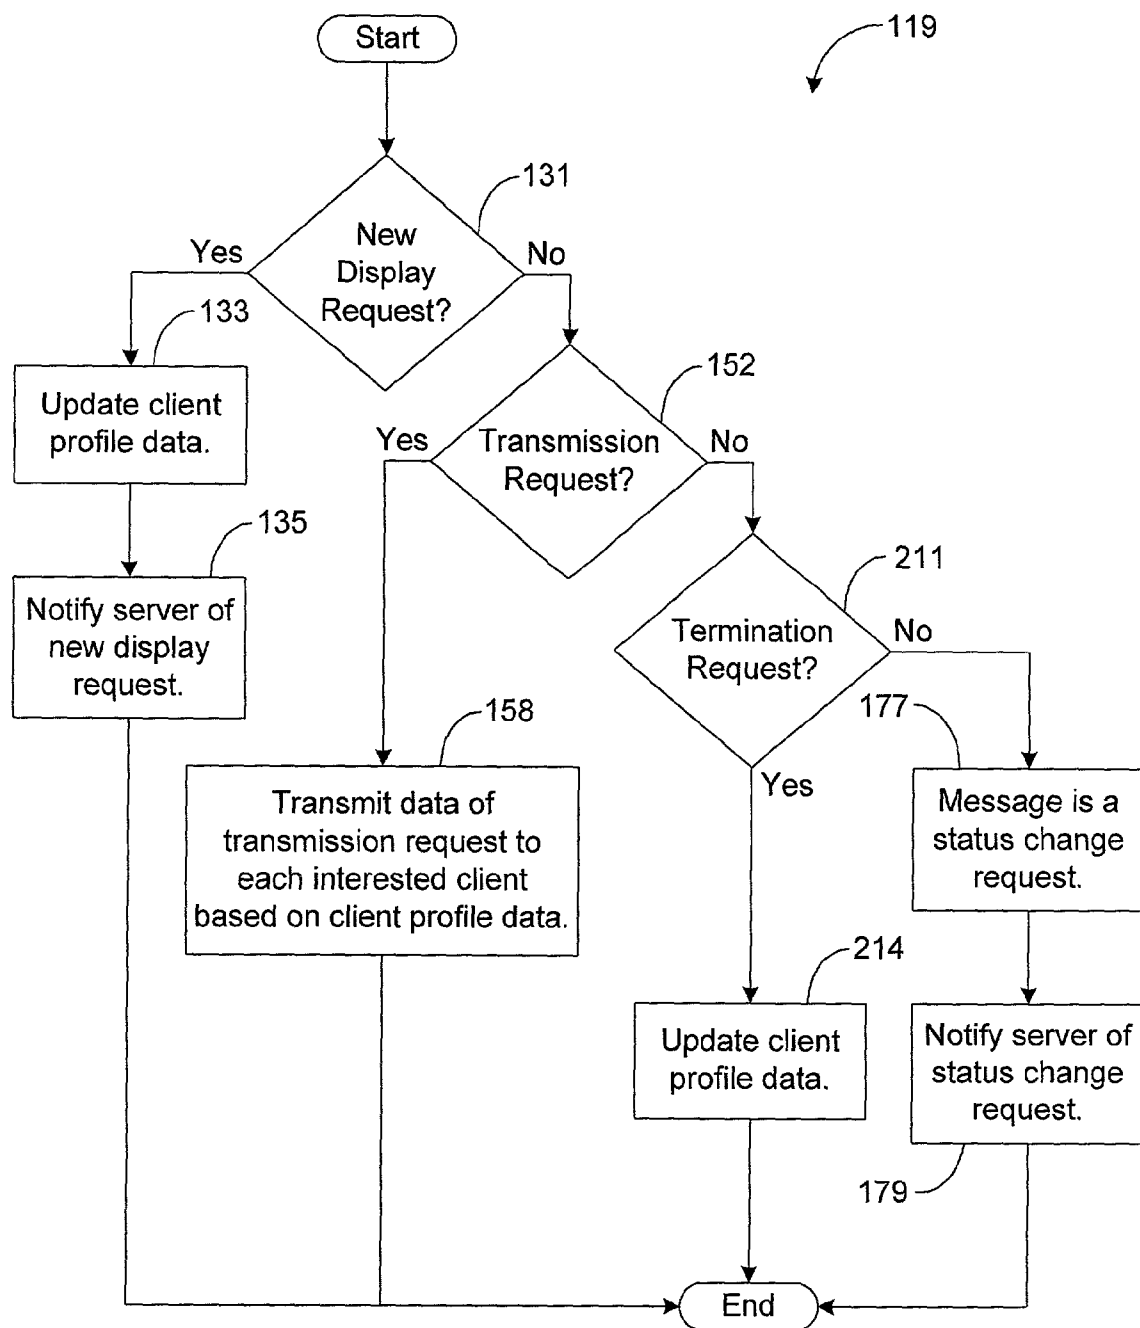 Start
119
131
New
Display
Request?
Yes
No
133
Update client
profile data.
152
Transmission
Request?
Yes
No
135
Notify server of
new display
request.
211
Termination
Request?
No
Yes
158
Transmit data of
transmission request to
each interested client
based on client profile data.
177
Message is a
status change
request.
214
Update client
profile data.
Notify server of
status change
request.
179
End